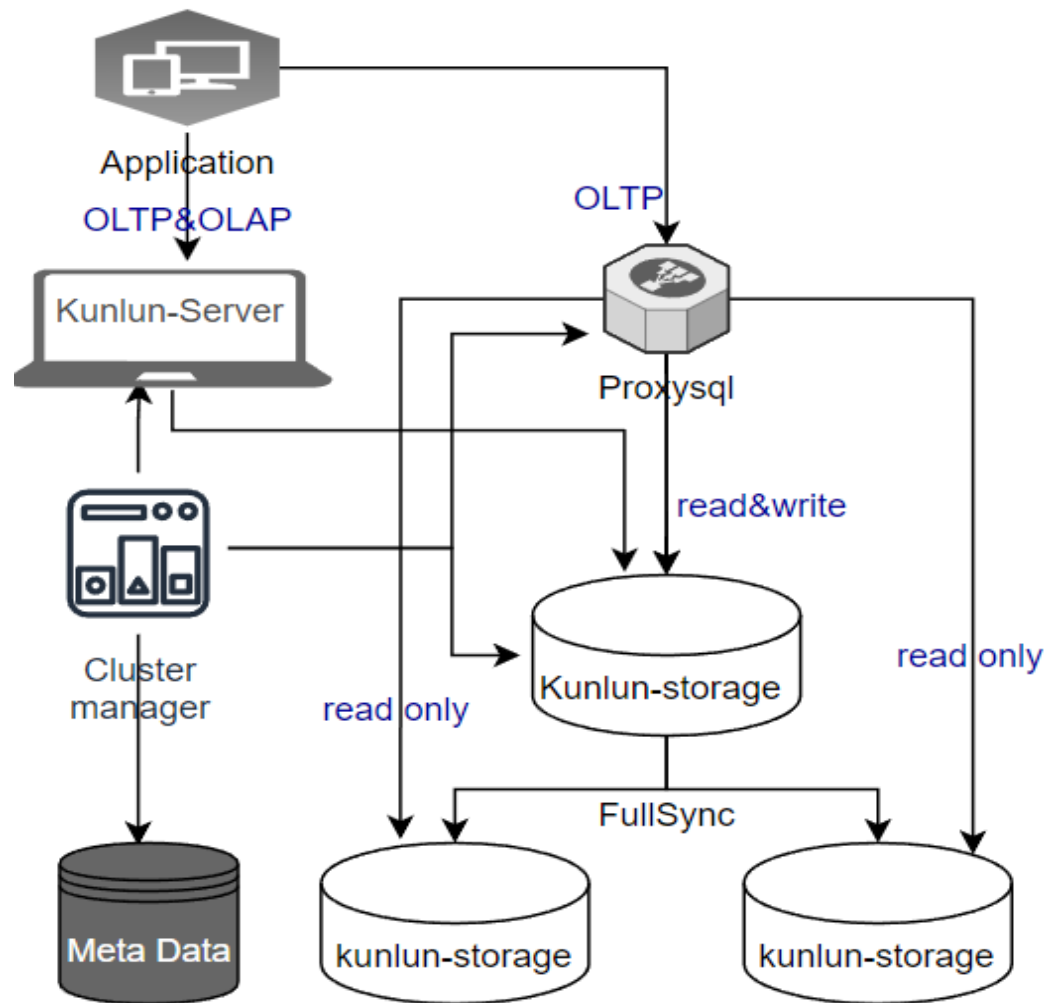 Application
OLTP&OLAP
OLTP
Kunlun-Server
Proxysql
read&write
Cluster
manager
read only
Kunlun-storage
read only
FullSync
Meta Data
kunlun-storage
kunlun-storage